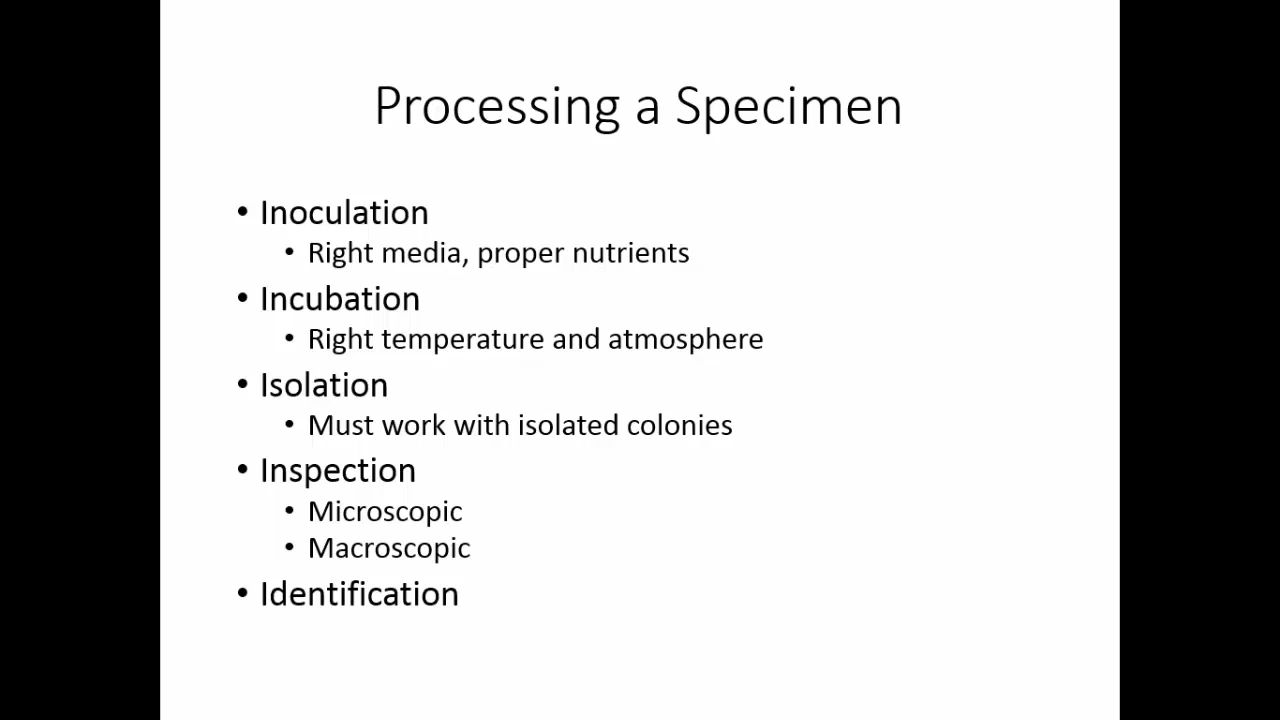 Processing a Specimen
• Inoculation
• Right media, proper nutrients
• Incubation
• Right temperature and atmosphere
• Isolation
• Must work with isolated colonies
• Inspection
• Microscopic
• Macroscopic
• Identification